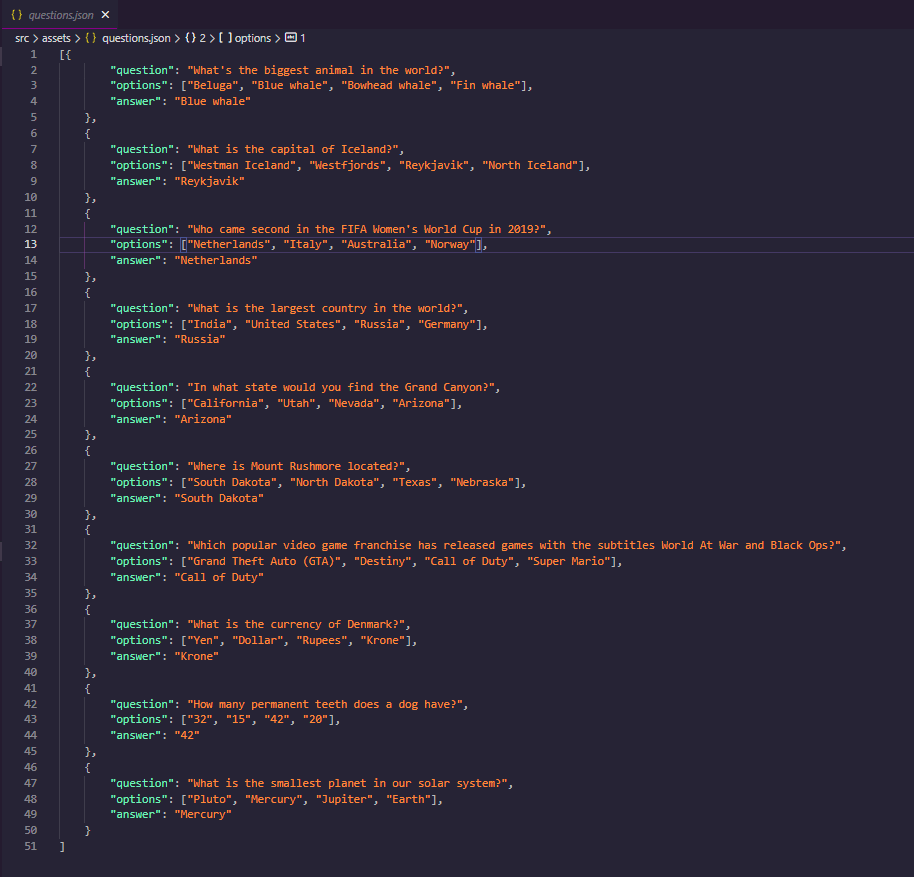 { } questions.json ×
src > assets > { } questions.json > { } 2 > [ ] options > abc 1
1 [{
2 "question": "What's the biggest animal in the world?",
3 "options": ["Beluga", "Blue whale", "Bowhead whale", "Fin whale"],
4 "answer": "Blue whale"
5 },
6 {
7 "question": "What is the capital of Iceland?",
8 "options": ["Westman Iceland", "Westfjords", "Reykjavik", "North Iceland"],
9 "answer": "Reykjavik"
10 },
11 {
12 "question": "Who came second in the FIFA Women's World Cup in 2019?",
13 "options": ["Netherlands", "Italy", "Australia", "Norway"],
14 "answer": "Netherlands"
15 },
16 {
17 "question": "What is the largest country in the world?",
18 "options": ["India", "United States", "Russia", "Germany"],
19 "answer": "Russia"
20 },
21 {
22 "question": "In what state would you find the Grand Canyon?",
23 "options": ["California", "Utah", "Nevada", "Arizona"],
24 "answer": "Arizona"
25 },
26 {
27 "question": "Where is Mount Rushmore located?",
28 "options": ["South Dakota", "North Dakota", "Texas", "Nebraska"],
29 "answer": "South Dakota"
30 },
31 {
32 "question": "Which popular video game franchise has released games with the subtitles World At War and Black Ops?",
33 "options": ["Grand Theft Auto (GTA)", "Destiny", "Call of Duty", "Super Mario"],
34 "answer": "Call of Duty"
35 },
36 {
37 "question": "What is the currency of Denmark?",
38 "options": ["Yen", "Dollar", "Rupees", "Krone"],
39 "answer": "Krone"
40 },
41 {
42 "question": "How many permanent teeth does a dog have?",
43 "options": ["32", "15", "42", "20"],
44 "answer": "42"
45 },
46 {
47 "question": "What is the smallest planet in our solar system?",
48 "options": ["Pluto", "Mercury", "Jupiter", "Earth"],
49 "answer": "Mercury"
50 }
51 ]